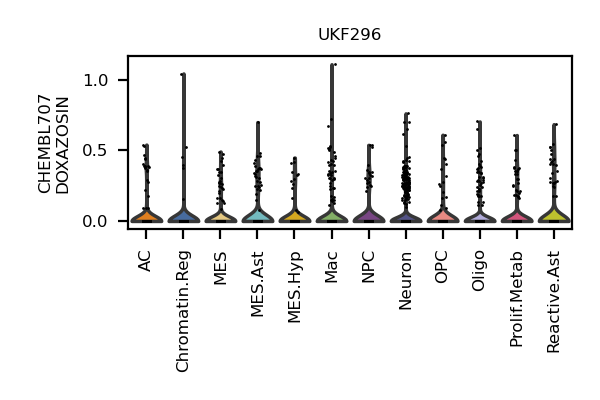 UKF296
CHEMBL707
DOXAZOSIN
1.0
0.5
0.0
AC
Chromatin.Reg
MES
MES.Ast
MES.Hyp
Mac
NPC
Neuron
OPC
Oligo
Prolif.Metab
Reactive.Ast